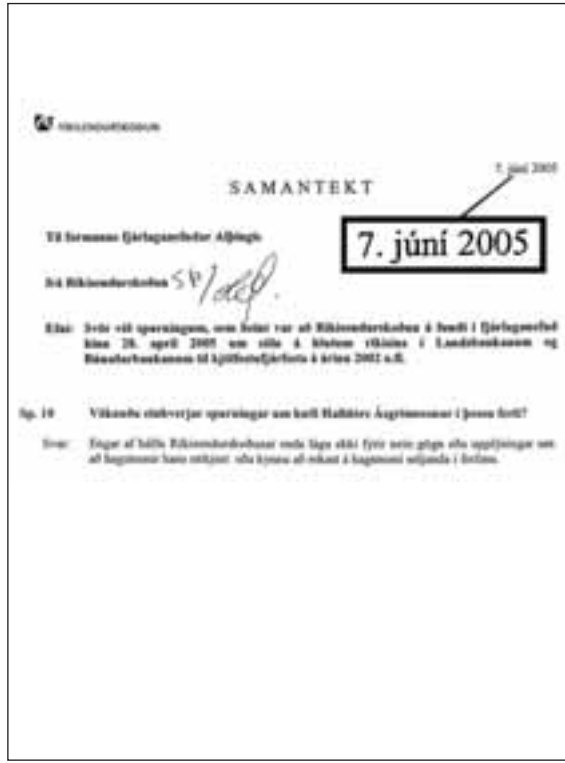 RÍKISENDURSKOÐUN
7. júní 2005
SAMANTEKT
7. júní 2005
Til formanns fjárlaganefndar Alþingis
frá Ríkisendurskoðun
Efni: Svör við spurningum, sem beint var að Ríkisendurskoðun á fundi í fjárlaganefnd
hinn 28. apríl 2005 um sölu á hlutum ríkisins í Landsbankanum og
Búnaðarbankanum til kjölfestufjárfesta á árinu 2002 o.fl.
Sp. 10 Vöknuðu einhverjar spurningar um hæfi Halldórs Ásgrímssonar í þessu ferli?
Svar: Engar af hálfu Ríkisendurskoðunar enda lágu ekki fyrir nein gögn eða upplýsingar um
að hagsmunir hans eða kynnu að rekast á hagsmuni seljanda í ferlinu.